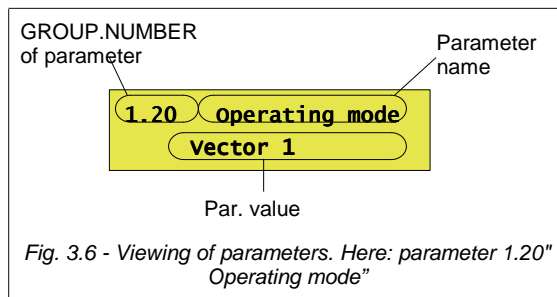 GROUP.NUMBER
of parameter
Parameter
name
1.20 Operating mode
Vector 1
Par. value
Fig. 3.6 - Viewing of parameters. Here: parameter 1.20"
Operating mode”